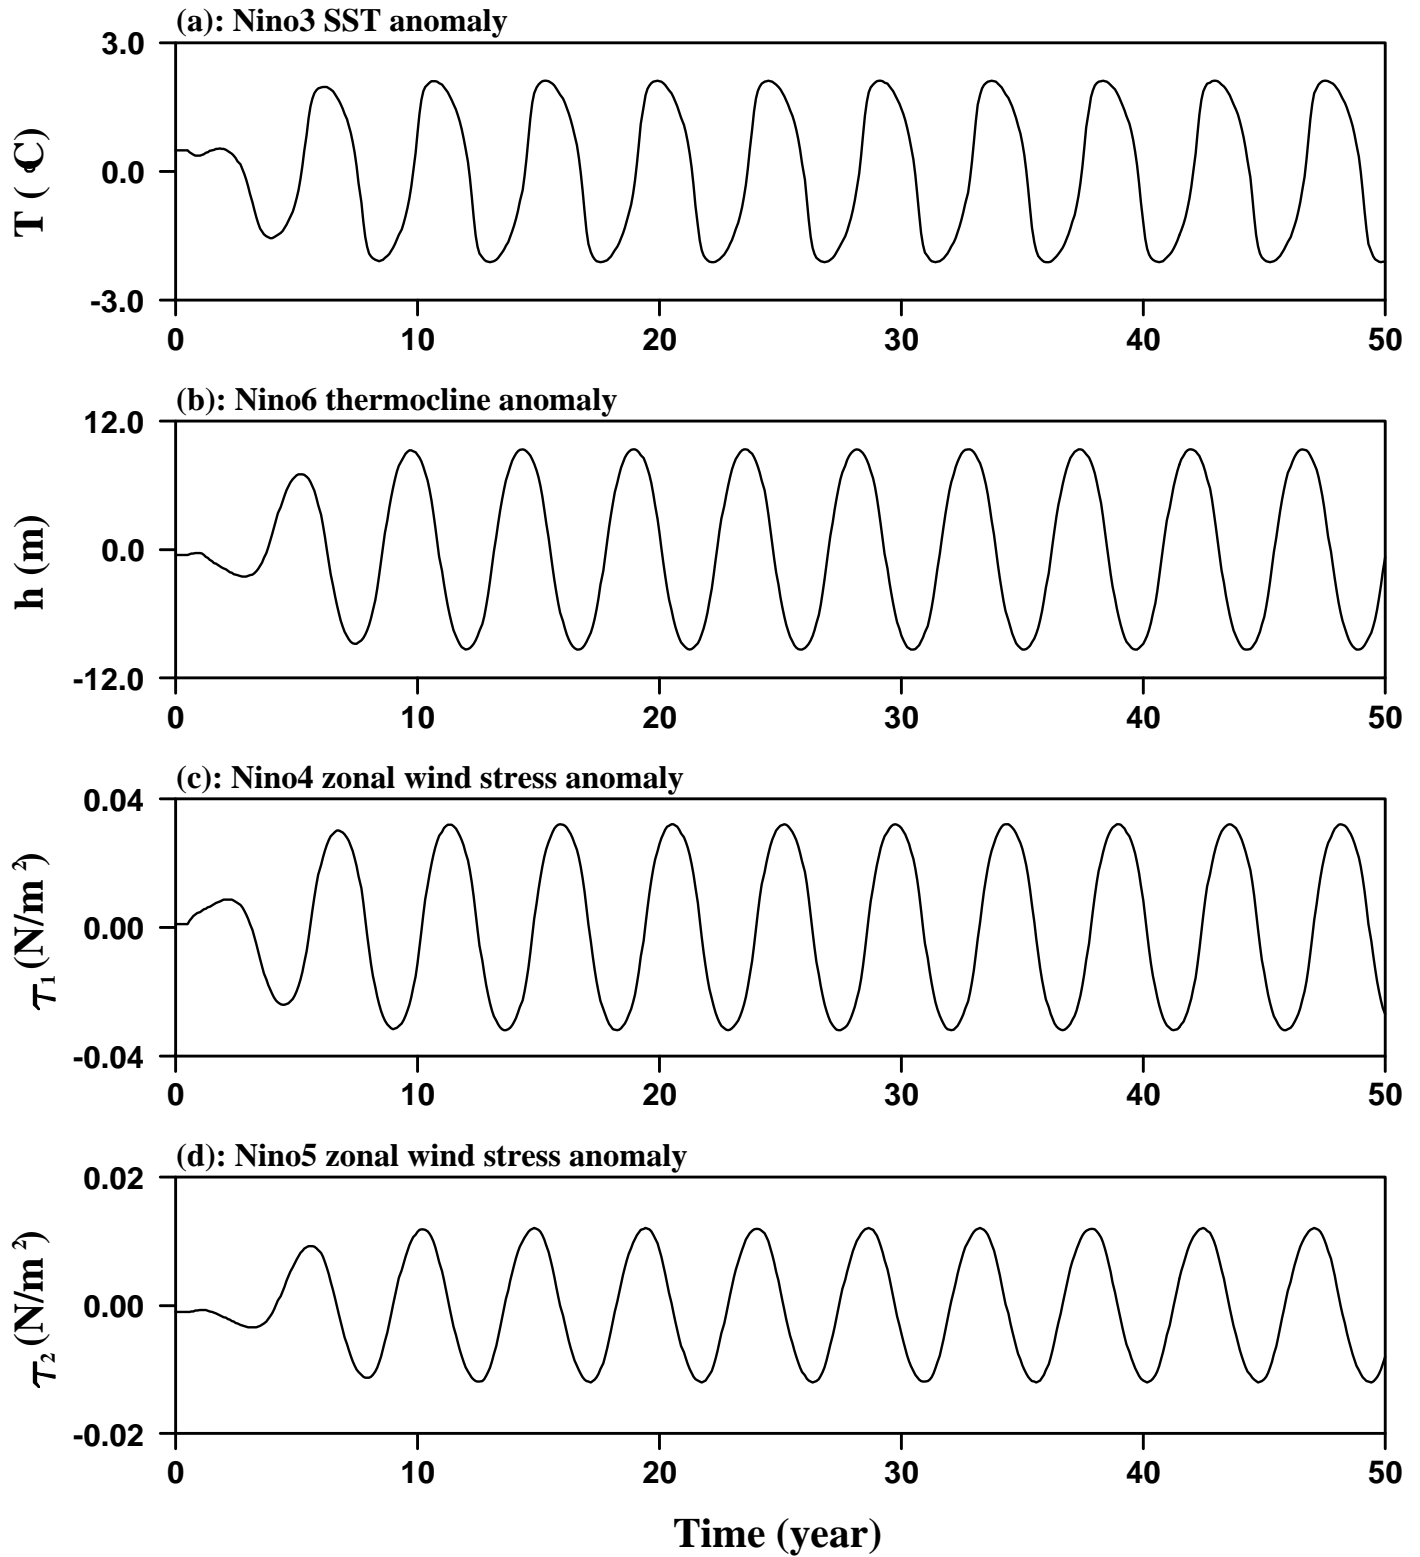 (a): Nino3 SST anomaly
3.0
0.0
-3.0
T (°C)
0 10 20 30 40 50
(b): Nino6 thermocline anomaly
12.0
0.0
-12.0
h (m)
0 10 20 30 40 50
(c): Nino4 zonal wind stress anomaly
0.04
0.00
-0.04
τ₁ (N/m²)
0 10 20 30 40 50
(d): Nino5 zonal wind stress anomaly
0.02
0.00
-0.02
τ₂ (N/m²)
0 10 20 30 40 50
Time (year)